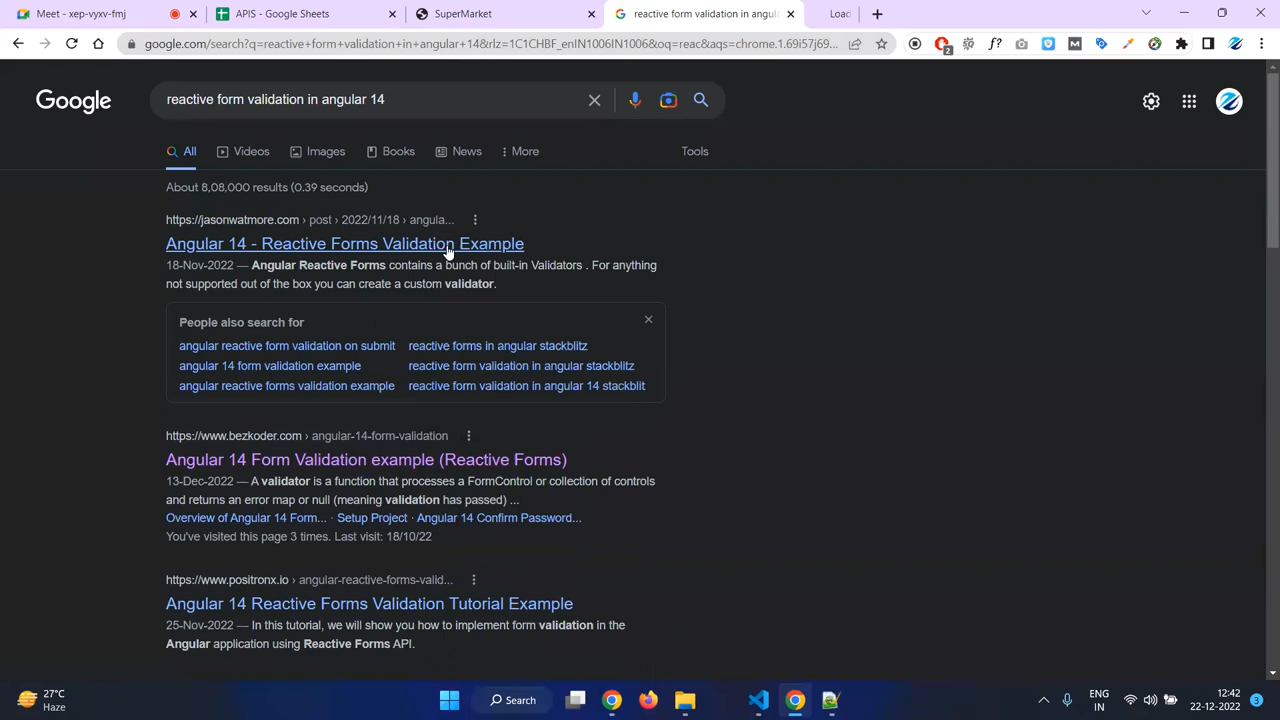 Meet - xep-vyxv-fmj
APIS - Google Sheets
SuperMarket
reactive form validation in angula
Load
google.com/search?q=reactive+form+validation+in+angular+14&rlz=1C1CHBF_enIN1006IN1006&oq=reac&aqs=chrome.1.69i57j69...
2
Google
reactive form validation in angular 14
All
Videos
Images
Books
News
More
Tools
About 8,08,000 results (0.39 seconds)
https://jasonwatmore.com › post › 2022/11/18 › angula...
Angular 14 - Reactive Forms Validation Example
18-Nov-2022 — Angular Reactive Forms contains a bunch of built-in Validators . For anything
not supported out of the box you can create a custom validator.
People also search for
angular reactive form validation on submit
reactive forms in angular stackblitz
angular 14 form validation example
reactive form validation in angular stackblitz
angular reactive forms validation example
reactive form validation in angular 14 stackblit
https://www.bezkoder.com › angular-14-form-validation
Angular 14 Form Validation example (Reactive Forms)
13-Dec-2022 — A validator is a function that processes a FormControl or collection of controls
and returns an error map or null (meaning validation has passed) ...
Overview of Angular 14 Form... · Setup Project · Angular 14 Confirm Password...
You've visited this page 3 times. Last visit: 18/10/22
https://www.positronx.io › angular-reactive-forms-valid...
Angular 14 Reactive Forms Validation Tutorial Example
25-Nov-2022 — In this tutorial, we will show you how to implement form validation in the
Angular application using Reactive Forms API.
27°C
Haze
Search
ENG
IN
12:42
22-12-2022
3